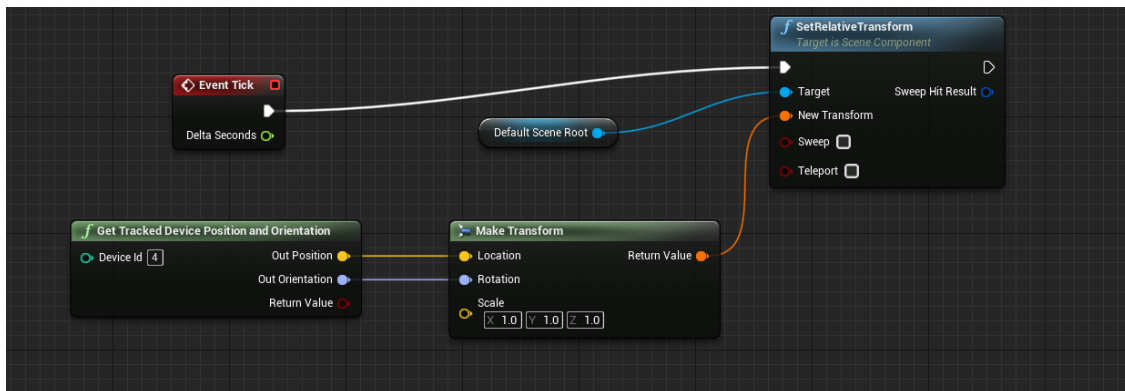 SetRelativeTransform
Target is Scene Component
Target
Sweep Hit Result
New Transform
Sweep
Teleport
Event Tick
Delta Seconds
Default Scene Root
Get Tracked Device Position and Orientation
Device Id 4
Out Position
Out Orientation
Return Value
Make Transform
Location
Return Value
Rotation
Scale
X 1.0 Y 1.0 Z 1.0